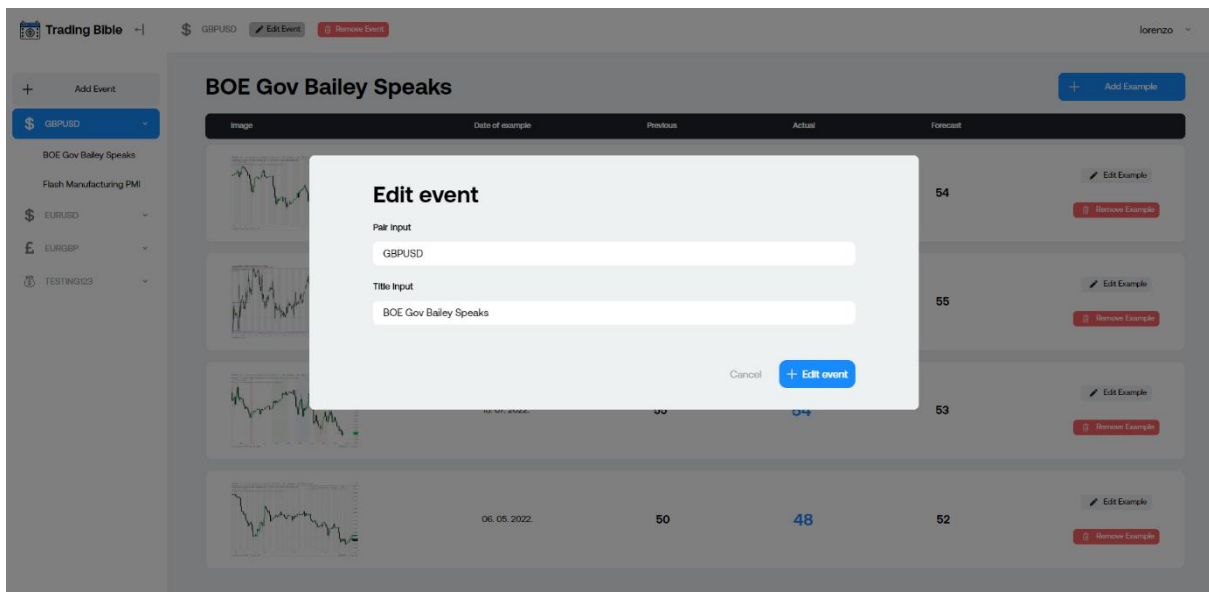 Trading Bible
GBPUSD Edit Event Remove Event
lorenzo
Add Event
GBPUSD
BOE Gov Bailey Speaks
Flash Manufacturing PMI
EURUSD
EURGBP
TESTING123
BOE Gov Bailey Speaks
+ Add Example
Image Date of example Previous Actual Forecast
54
Edit Example
Remove Example
55
Edit Example
Remove Example
53
Edit Example
Remove Example
06. 05. 2022. 50 48 52
Edit Example
Remove Example
Edit event
Pair Input
GBPUSD
Title Input
BOE Gov Bailey Speaks
Cancel + Edit event